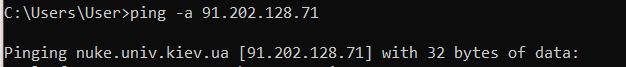 C:\Users\User>ping -a 91.202.128.71
Pinging nuke.univ.kiev.ua [91.202.128.71] with 32 bytes of data: